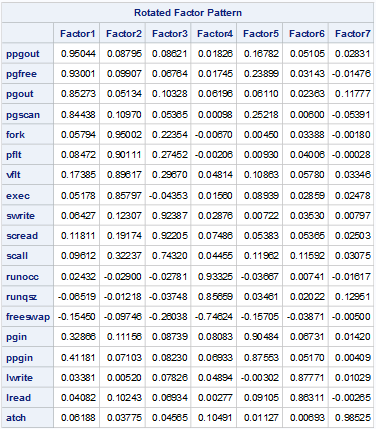 Rotated Factor Pattern
Factor1 Factor2 Factor3 Factor4 Factor5 Factor6 Factor7
ppgout 0.95044 0.08795 0.08621 0.01826 0.16782 0.05105 0.02831
pgfree 0.93001 0.09907 0.06764 0.01745 0.23899 0.03143 -0.01476
pgout 0.85273 0.05134 0.10328 0.06196 0.06110 0.02363 0.11777
pgscan 0.84438 0.10970 0.05365 0.00098 0.25218 0.00600 -0.05391
fork 0.05794 0.95002 0.22354 -0.00670 0.00450 0.03388 -0.00180
pflt 0.08472 0.90111 0.27452 -0.00206 0.00930 0.04006 -0.00028
vflt 0.17385 0.89617 0.29670 0.04814 0.10863 0.05780 0.03346
exec 0.05178 0.85797 -0.04353 0.01560 0.08939 0.02859 0.02478
swrite 0.06427 0.12307 0.92387 0.02876 0.00722 0.03530 0.00797
scread 0.11811 0.19174 0.92205 0.07486 0.05383 0.05365 0.02503
scall 0.09612 0.32237 0.74320 0.04455 0.11962 0.11592 0.03075
runocc 0.02432 -0.02900 -0.02781 0.93325 -0.03667 0.00741 -0.01617
runqsz -0.06519 -0.01218 -0.03748 0.85659 0.03461 0.02022 0.12951
freeswap -0.15450 -0.09746 -0.26038 -0.74624 -0.15705 -0.03871 -0.00500
pgin 0.32866 0.11156 0.08739 0.08083 0.90484 0.06731 0.01420
ppgin 0.41181 0.07103 0.08230 0.06933 0.87553 0.05170 0.00409
lwrite 0.03381 0.00520 0.07826 0.04894 -0.00302 0.87771 0.01029
lread 0.04082 0.10243 0.06934 0.00277 0.09105 0.86311 -0.00265
atch 0.06188 0.03775 0.04565 0.10491 0.01127 0.00693 0.98525